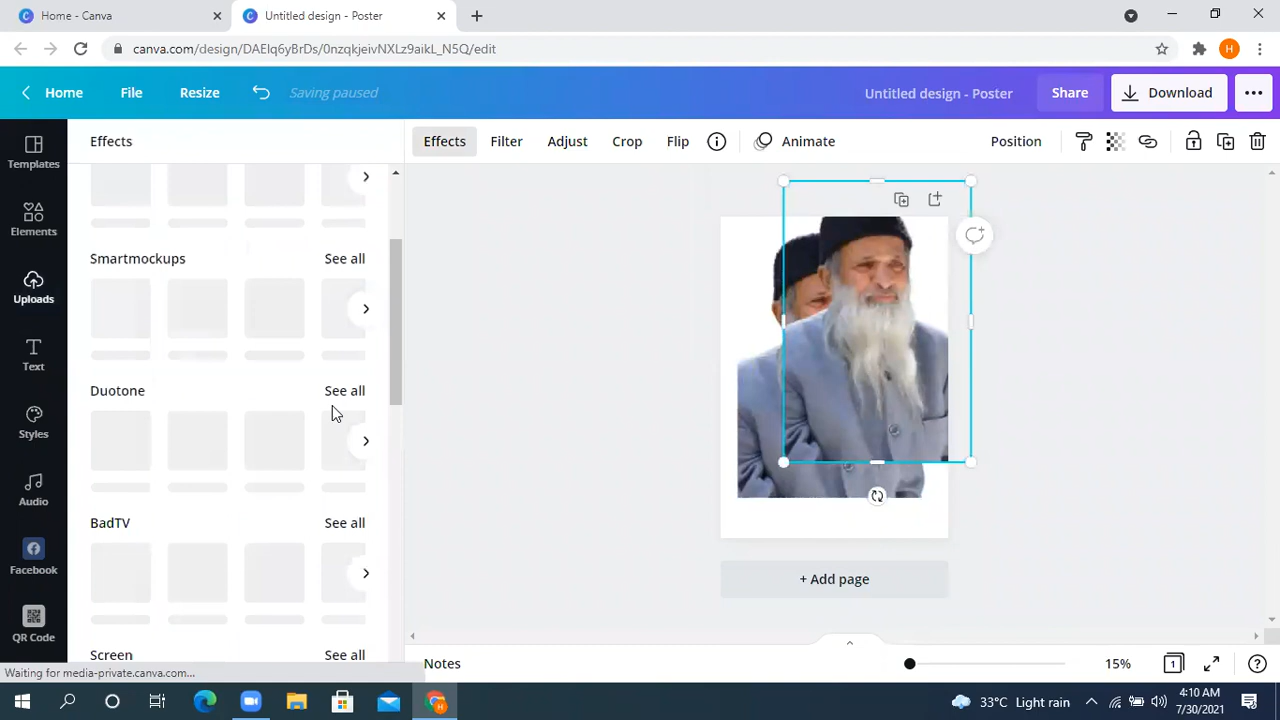 Home - Canva
Untitled design - Poster
canva.com/design/DAElq6yBrDs/0nzqkjeivNXLz9aikL_N5Q/edit
H
Home
File
Resize
Saving paused
Untitled design - Poster
Share
Download
Templates
Elements
Uploads
Text
Styles
Audio
Facebook
QR Code
Effects
Smartmockups
See all
Duotone
See all
BadTV
See all
Screen
See all
Effects
Filter
Adjust
Crop
Flip
Animate
Position
+ Add page
Notes
15%
1
Waiting for media-private.canva.com...
33°C Light rain
4:10 AM
7/30/2021